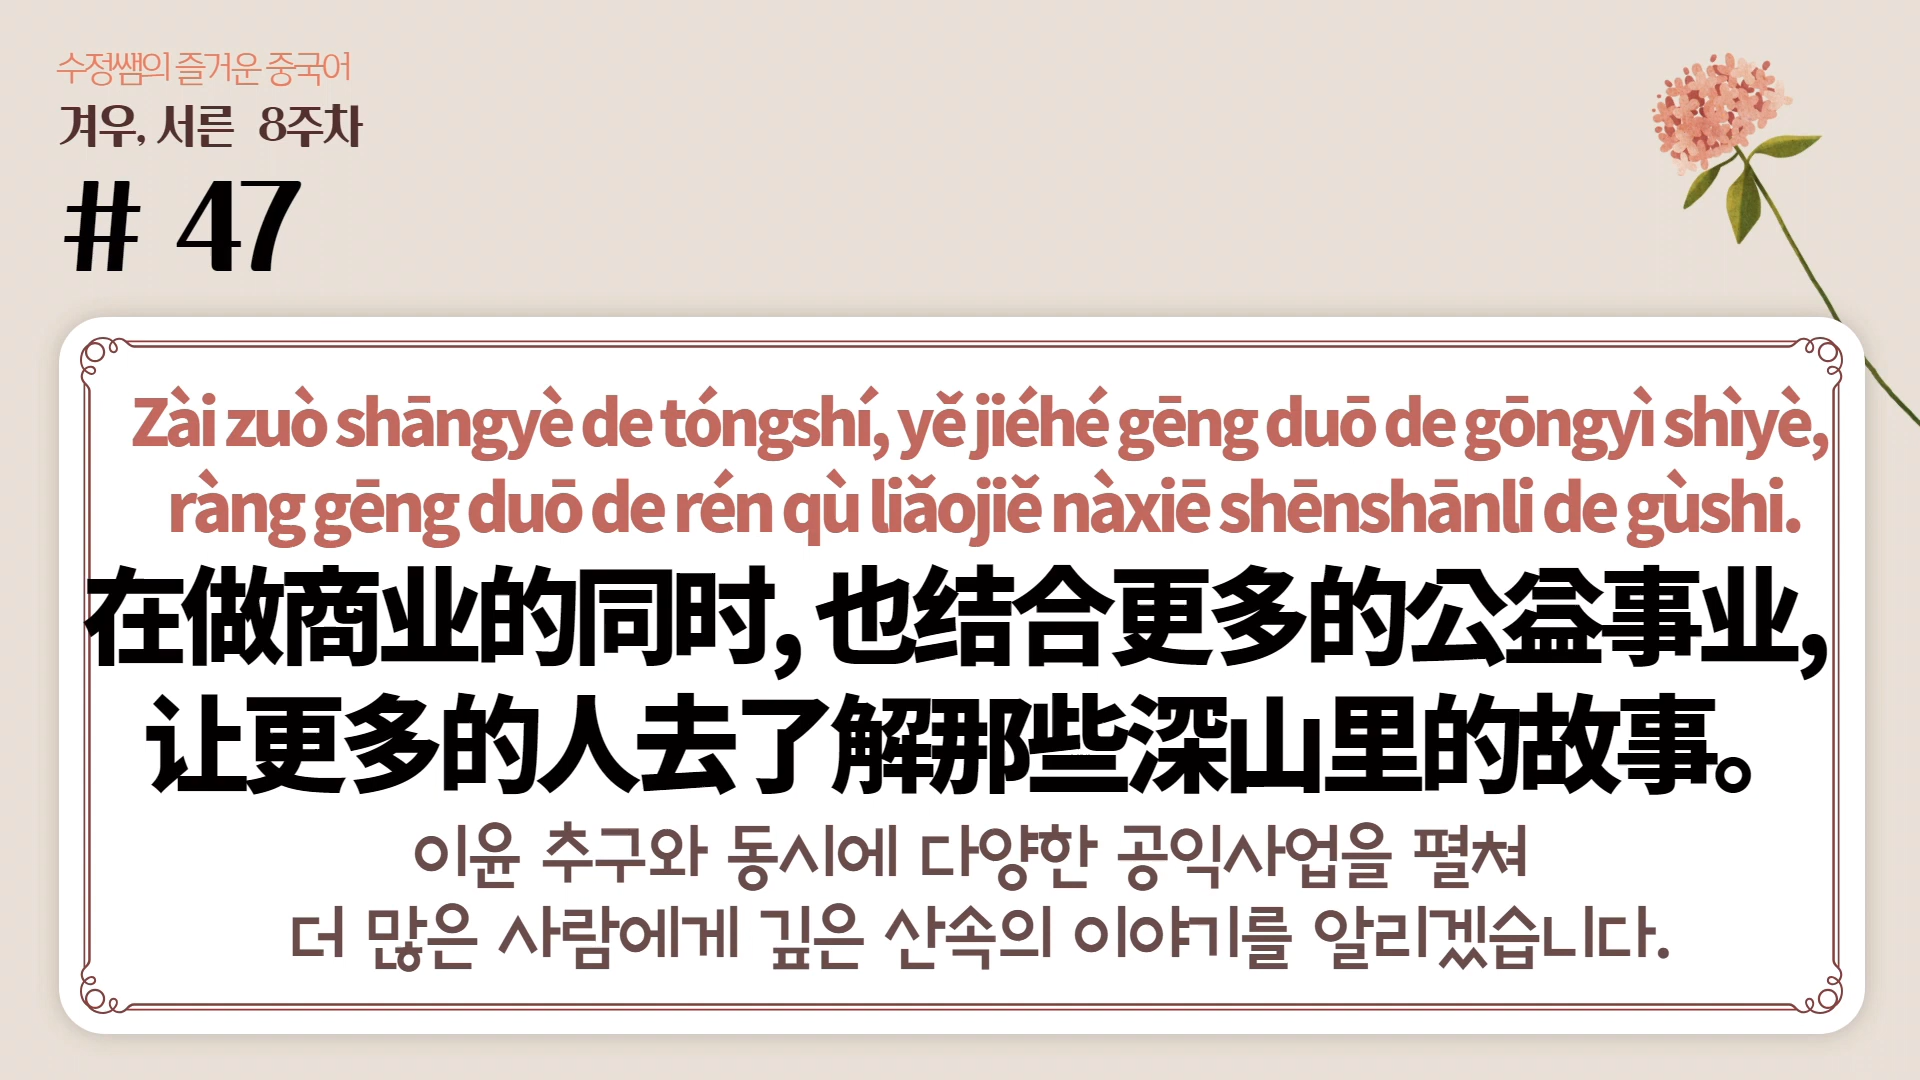 수정쌤의 즐거운 중국어
겨우, 서른 8주차
# 47
Zài zuò shāngyè de tóngshí, yě jiéhé gēng duō de gōngyì shìyè,
ràng gēng duō de rén qù liǎojiě nàxiē shēnshānli de gùshi.
在做商业的同时, 也结合更多的公益事业,
让更多的人去了解那些深山里的故事。
이윤 추구와 동시에 다양한 공익사업을 펼쳐
더 많은 사람에게 깊은 산속의 이야기를 알리겠습니다.